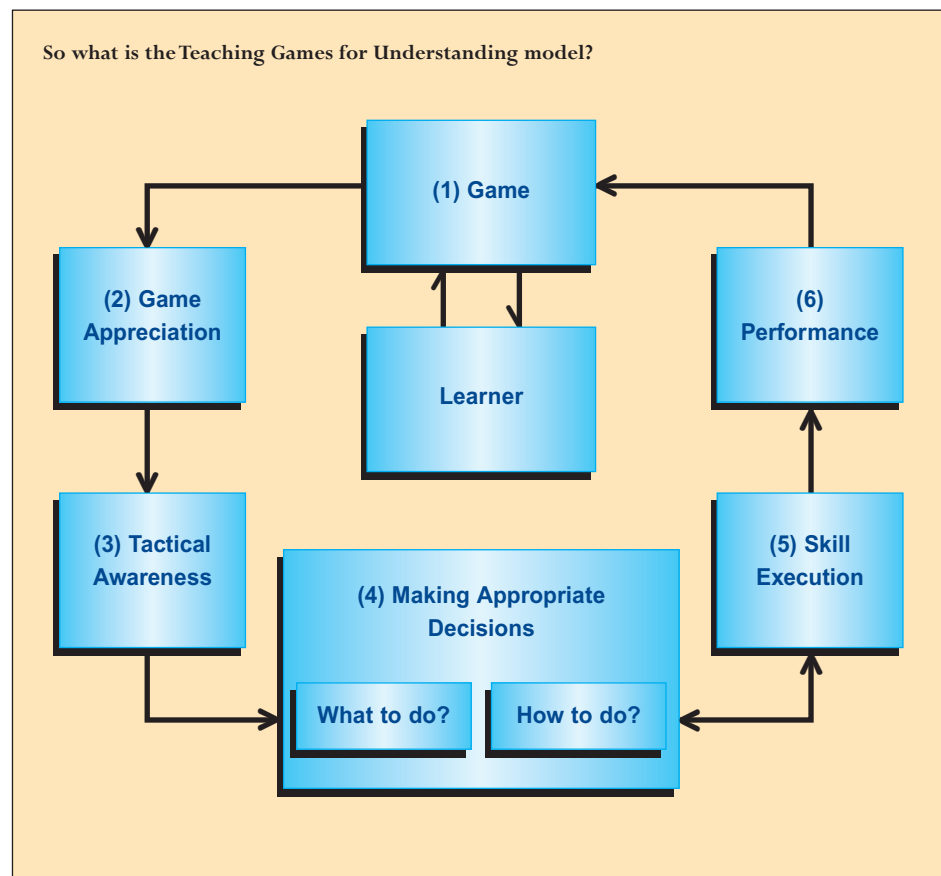 So what is the Teaching Games for Understanding model?
(1) Game
(2) Game
Appreciation
(6)
Performance
Learner
(3) Tactical
Awareness
(4) Making Appropriate
Decisions
What to do?
How to do?
(5) Skill
Execution